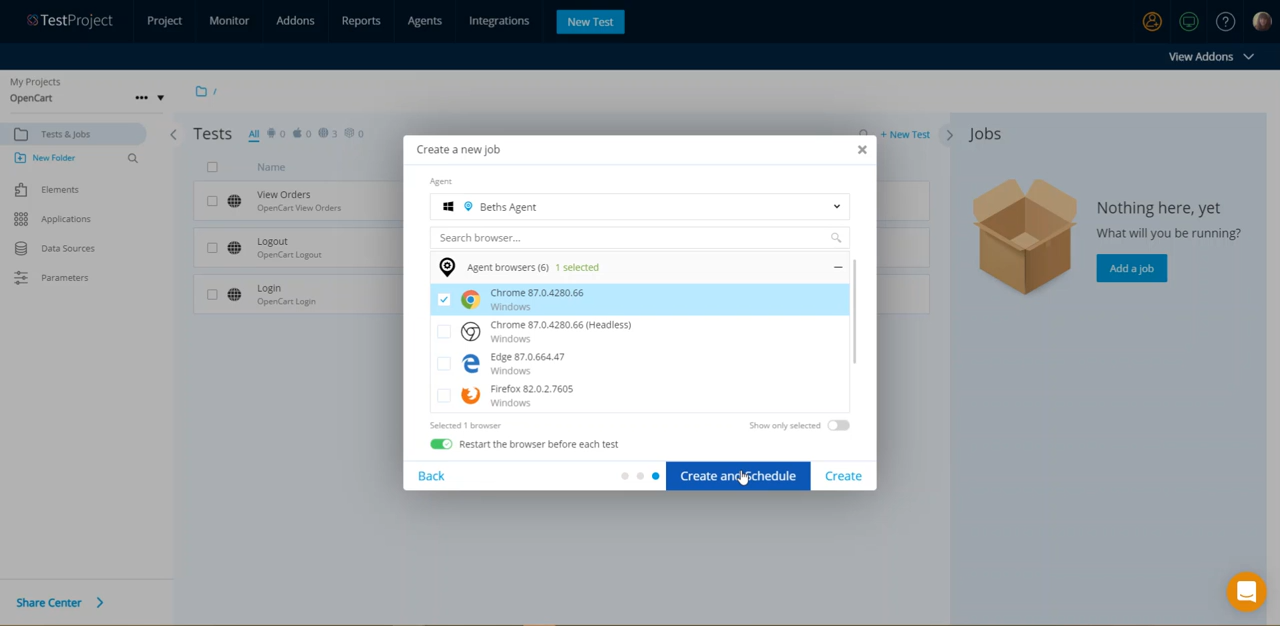 TestProject
Project
Monitor
Addons
Reports
Agents
Integrations
New Test
View Addons
My Projects
OpenCart
/
Tests & Jobs
New Folder
Elements
Applications
Data Sources
Parameters
Share Center
Tests
All 0 0 3 0
+ New Test
Name
View Orders
OpenCart View Orders
Logout
OpenCart Logout
Login
OpenCart Login
Create a new job
Agent
Beths Agent
Search browser...
Agent browsers (6) 1 selected
Chrome 87.0.4280.66
Windows
Chrome 87.0.4280.66 (Headless)
Windows
Edge 87.0.664.47
Windows
Firefox 82.0.2.7605
Windows
Selected 1 browser
Show only selected
Restart the browser before each test
Back
Create and Schedule
Create
Jobs
Nothing here, yet
What will you be running?
Add a job